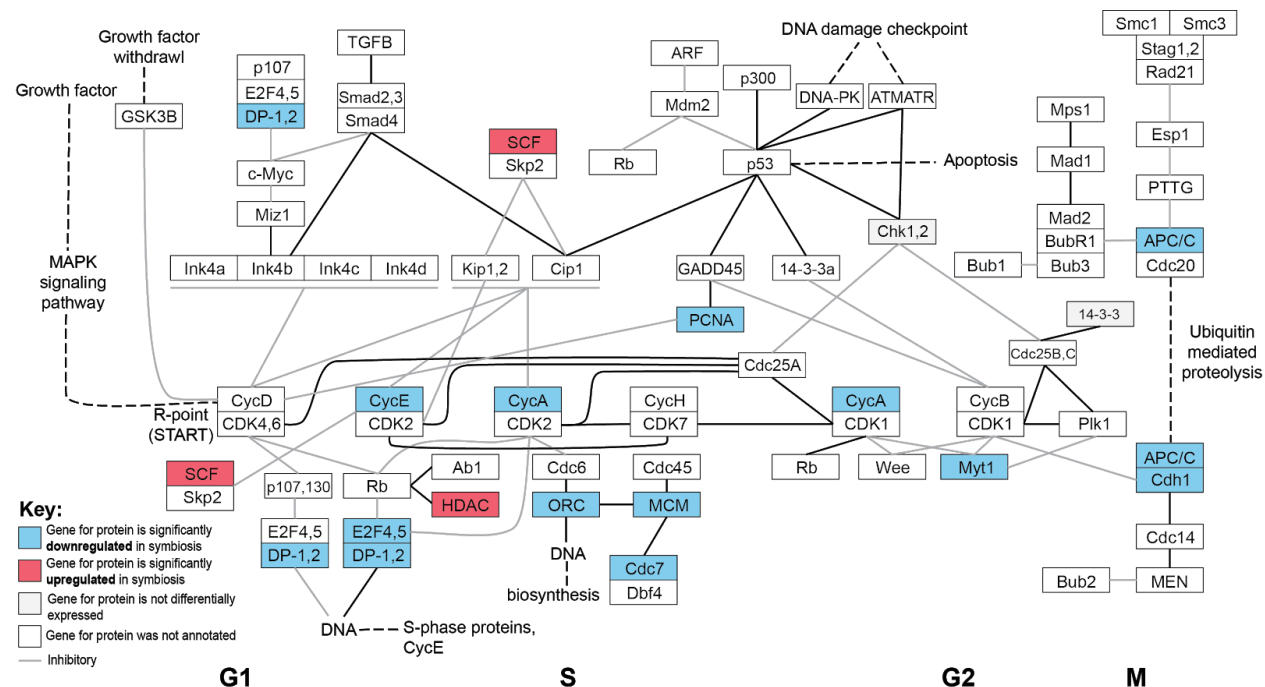 Smc1 Smc3
Growth factor
withdrawl
TGFB
DNA damage checkpoint
Stag1,2
ARF
p107
Rad21
p300
Growth factor
E2F4,5
Smad2,3
DNA-PK
ATMATR
Mdm2
Mps1
GSK3B
DP-1,2
Smad4
Esp1
SCF
Skp2
Rb
p53
Apoptosis
Mad1
c-Myc
PTTG
Miz1
Mad2
Chk1,2
BubR1
APC/C
MAPK
signaling
pathway
Ink4a Ink4b Ink4c Ink4d
Kip1,2
Cip1
GADD45
14-3-3a
Bub1
Bub3
Cdc20
PCNA
14-3-3
Ubiquitin
mediated
proteolysis
Cdc25B,C
Cdc25A
R-point
(START)
CycD
CDK4,6
CycE
CDK2
CycA
CDK2
CycH
CDK7
CycA
CDK1
CycB
CDK1
Plk1
SCF
Skp2
p107,130
Rb
Ab1
HDAC
Cdc6
Cdc45
Rb
Wee
Myt1
APC/C
Cdh1
ORC
MCM
E2F4,5
DP-1,2
E2F4,5
DP-1,2
DNA
biosynthesis
Cdc7
Dbf4
Cdc14
Bub2
MEN
DNA
S-phase proteins,
CycE
Key:
Gene for protein is significantly
downregulated in symbiosis
Gene for protein is significantly
upregulated in symbiosis
Gene for protein is not differentially
expressed
Gene for protein was not annotated
Inhibitory
G1 S G2 M